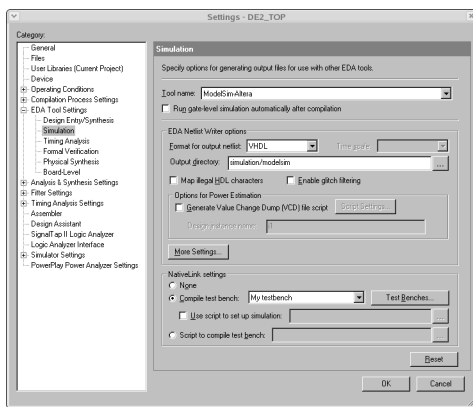 Settings - DE2_TOP
Category:
General
Files
User Libraries (Current Project)
Device
Operating Conditions
Compilation Process Settings
EDA Tool Settings
Design Entry/Synthesis
Simulation
Timing Analysis
Formal Verification
Physical Synthesis
Board-Level
Analysis & Synthesis Settings
Fitter Settings
Timing Analysis Settings
Assembler
Design Assistant
SignalTap II Logic Analyzer
Logic Analyzer Interface
Simulator Settings
PowerPlay Power Analyzer Settings
Simulation
Specify options for generating output files for use with other EDA tools.
Tool name: ModelSim-Altera
Run gate-level simulation automatically after compilation
EDA Netlist Writer options
Format for output netlist: VHDL Time scale:
Output directory: simulation/modelsim ...
Map illegal HDL characters Enable glitch filtering
Options for Power Estimation
Generate Value Change Dump (VCD) file script Script Settings...
Design instance name:
More Settings...
NativeLink settings
None
Compile test bench: My testbench Test Benches...
Use script to set up simulation: ...
Script to compile test bench: ...
Reset
OK Cancel